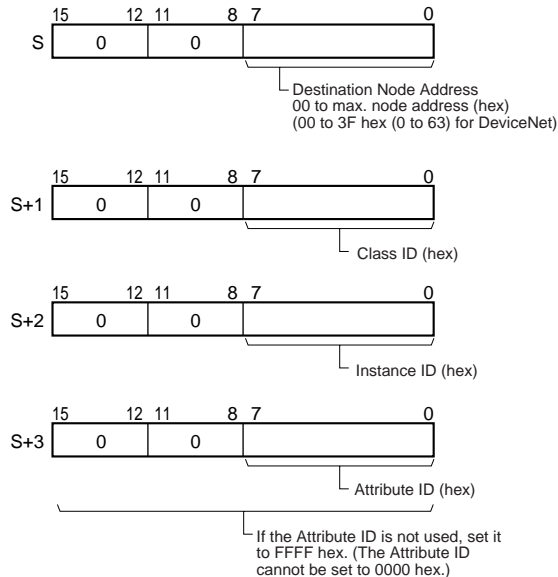 15 12 11 8 7 0
S 0 0
Destination Node Address
00 to max. node address (hex)
(00 to 3F hex (0 to 63) for DeviceNet)
15 12 11 8 7 0
S+1 0 0
Class ID (hex)
15 12 11 8 7 0
S+2 0 0
Instance ID (hex)
15 12 11 8 7 0
S+3 0 0
Attribute ID (hex)
If the Attribute ID is not used, set it
to FFFF hex. (The Attribute ID
cannot be set to 0000 hex.)